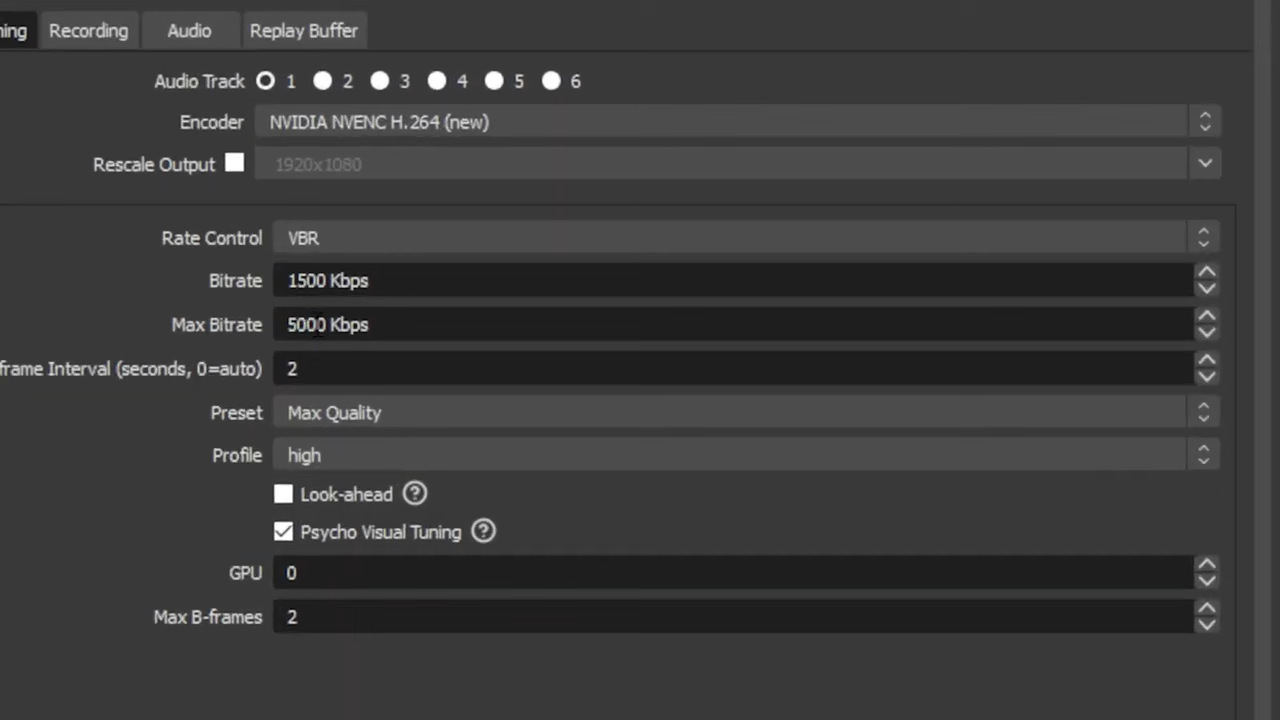 ning Recording Audio Replay Buffer
Audio Track 1 2 3 4 5 6
Encoder NVIDIA NVENC H.264 (new)
Rescale Output 1920x1080
Rate Control VBR
Bitrate 1500 Kbps
Max Bitrate 5000 Kbps
frame Interval (seconds, 0=auto) 2
Preset Max Quality
Profile high
Look-ahead ?
Psycho Visual Tuning ?
GPU 0
Max B-frames 2